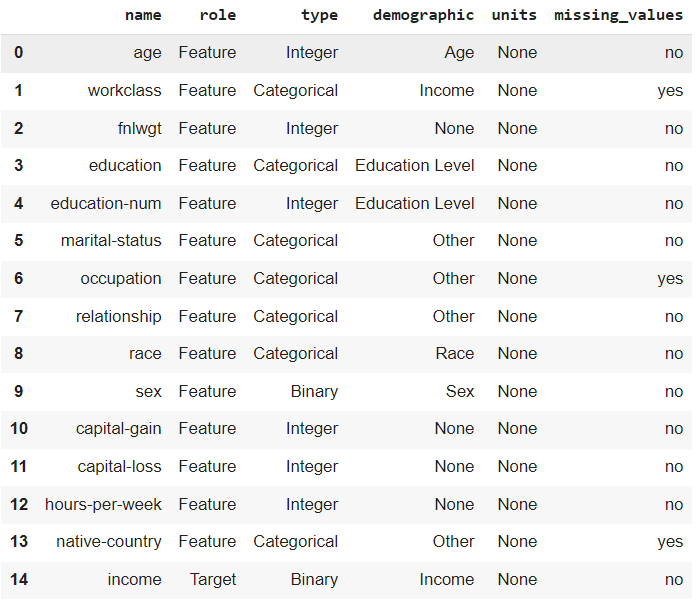 name role type demographic units missing_values
0 age Feature Integer Age None no
1 workclass Feature Categorical Income None yes
2 fnlwgt Feature Integer None None no
3 education Feature Categorical Education Level None no
4 education-num Feature Integer Education Level None no
5 marital-status Feature Categorical Other None no
6 occupation Feature Categorical Other None yes
7 relationship Feature Categorical Other None no
8 race Feature Categorical Race None no
9 sex Feature Binary Sex None no
10 capital-gain Feature Integer None None no
11 capital-loss Feature Integer None None no
12 hours-per-week Feature Integer None None no
13 native-country Feature Categorical Other None yes
14 income Target Binary Income None no